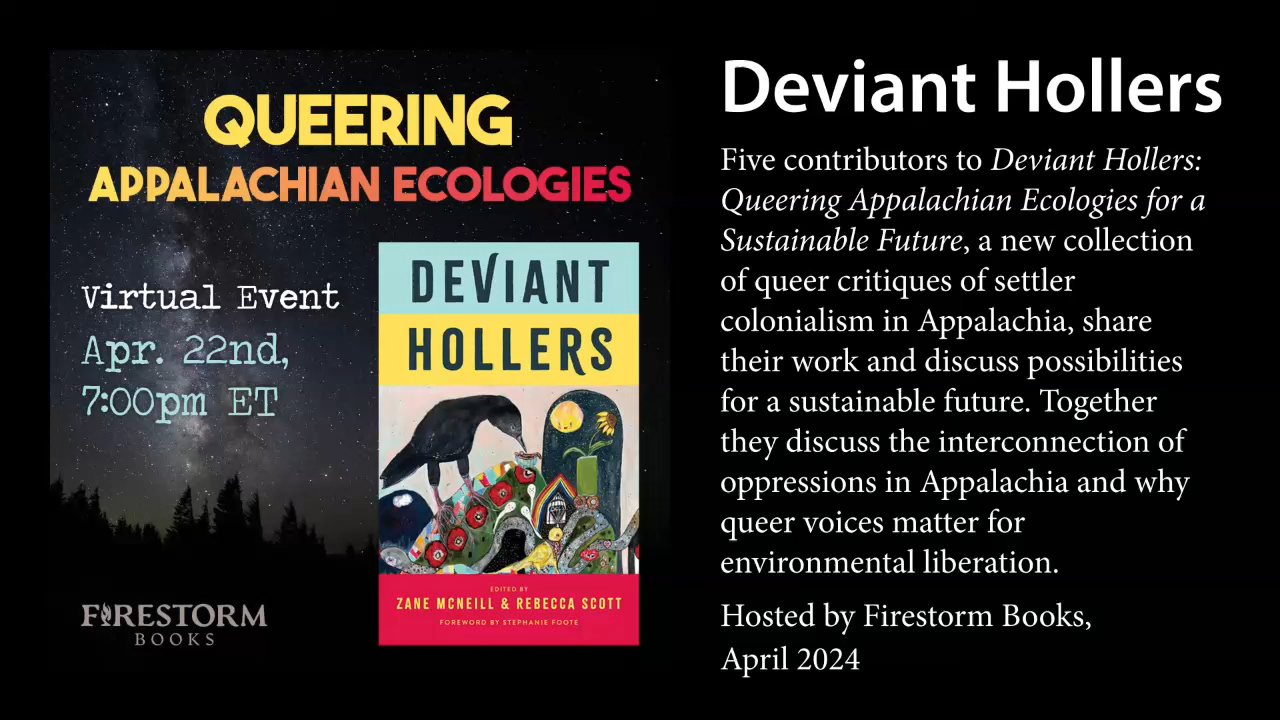 QUEERING
APPALACHIAN ECOLOGIES
Virtual Event
Apr. 22nd,
7:00pm ET
FIRESTORM
BOOKS
DEVIANT
HOLLERS
EDITED BY
ZANE MCNEILL & REBECCA SCOTT
FOREWORD BY STEPHANIE FOOTE
Deviant Hollers
Five contributors to Deviant Hollers:
Queering Appalachian Ecologies for a
Sustainable Future, a new collection
of queer critiques of settler
colonialism in Appalachia, share
their work and discuss possibilities
for a sustainable future. Together
they discuss the interconnection of
oppressions in Appalachia and why
queer voices matter for
environmental liberation.
Hosted by Firestorm Books,
April 2024